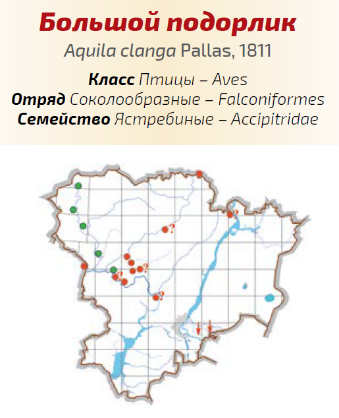 Большой подорлик
Aquila clanga Pallas, 1811
Класс Птицы – Aves
Отряд Соколообразные – Falconiformes
Семейство Ястребиные – Accipitridae
?
?
?
?
?